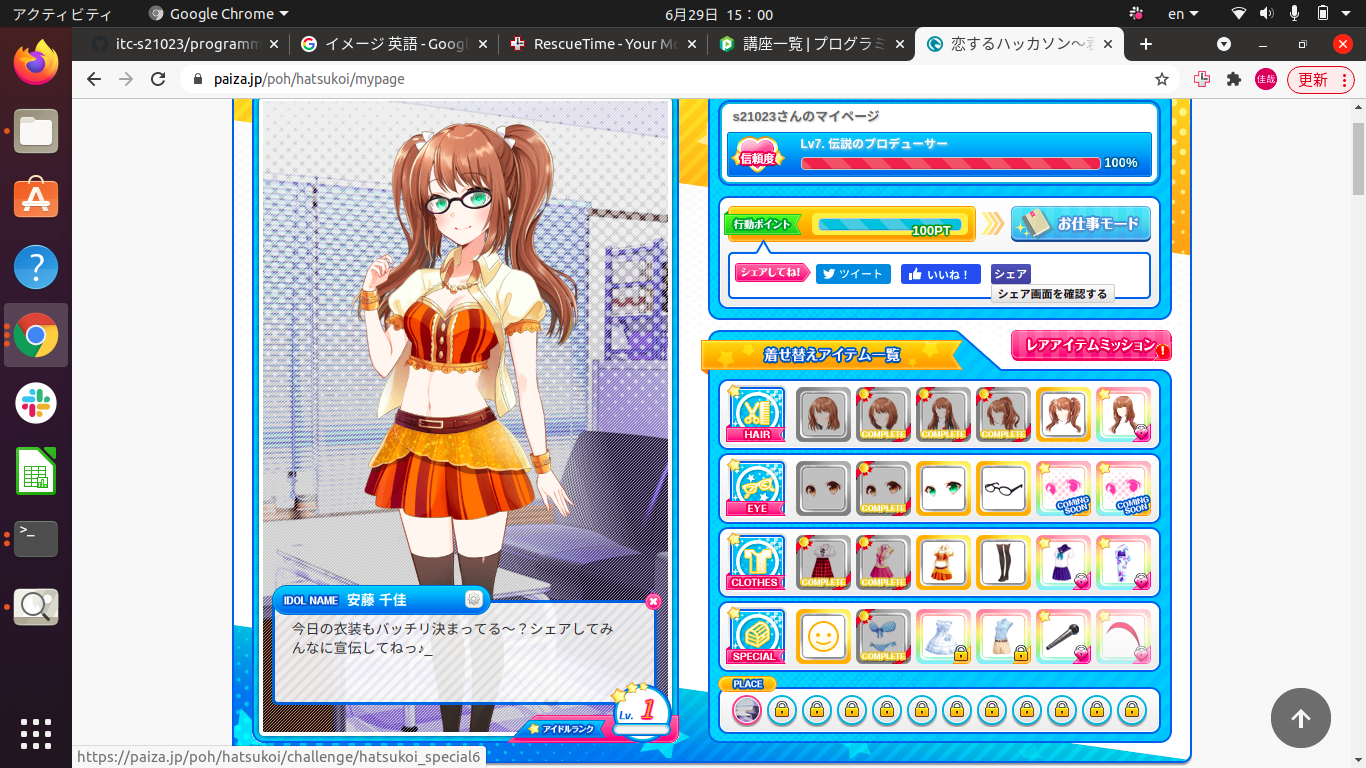 アクティビティ
Google Chrome
6月29日 15：00
en
itc-s21023/programm
イメージ 英語 - Googl
RescueTime - Your Mo
講座一覧 | プログラミ
恋するハッカソン～君
paiza.jp/poh/hatsukoi/mypage
佳哉
更新
s21023さんのマイページ
信頼度
Lv7. 伝説のプロデューサー
100%
行動ポイント
100PT
お仕事モード
シェアしてね!
ツイート
いいね！
シェア
シェア画面を確認する
着せ替えアイテム一覧
レアアイテムミッション
!
HAIR
COMPLETE
COMPLETE
COMPLETE
EYE
COMPLETE
COMING SOON
COMING SOON
CLOTHES
COMPLETE
COMPLETE
SPECIAL
COMPLETE
PLACE
IDOL NAME 安藤 千佳
今日の衣装もバッチリ決まってる～？シェアしてみ
んなに宣伝してねっ♪_
アイドルランク
Lv. 1
https://paiza.jp/poh/hatsukoi/challenge/hatsukoi_special6